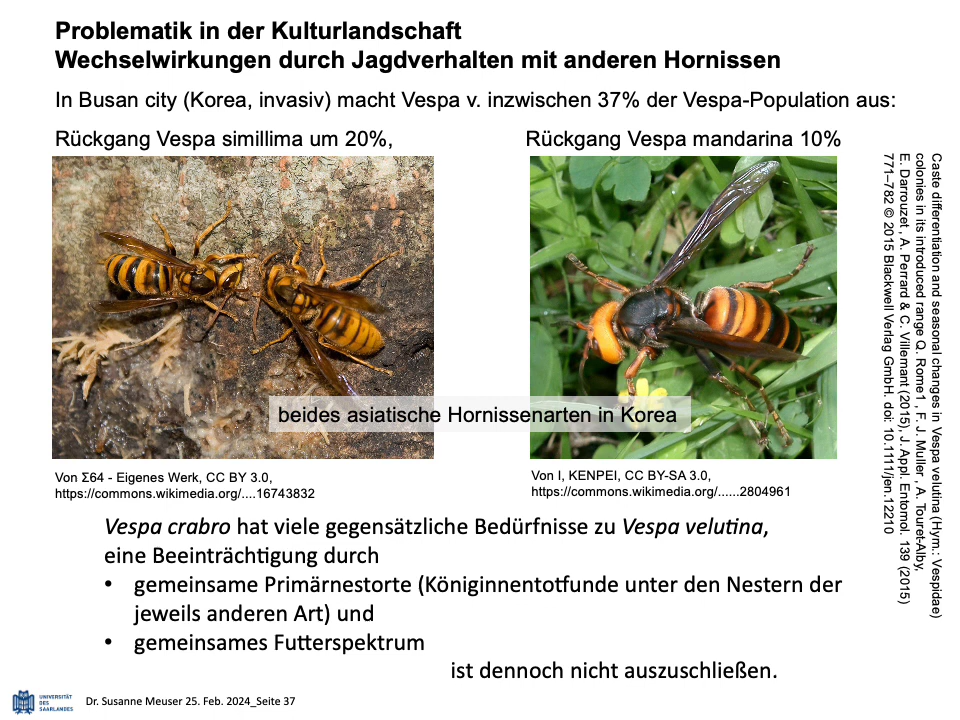 Problematik in der Kulturlandschaft
Wechselwirkungen durch Jagdverhalten mit anderen Hornissen
In Busan city (Korea, invasiv) macht Vespa v. inzwischen 37% der Vespa-Population aus:
Rückgang Vespa simillima um 20%,
Rückgang Vespa mandarina 10%
beides asiatische Hornissenarten in Korea
Von Σ64 - Eigenes Werk, CC BY 3.0,
https://commons.wikimedia.org/....16743832
Von I, KENPEI, CC BY-SA 3.0,
https://commons.wikimedia.org/......2804961
Caste differentiation and seasonal changes in Vespa velutina (Hym.: Vespidae)
colonies in its introduced range Q. Rome1 , F. J. Muller , A. Touret-Alby,
E. Darrouzet , A. Perrard & C. Villemant (2015), J. Appl. Entomol. 139 (2015)
771–782 © 2015 Blackwell Verlag GmbH. doi: 10.1111/jen.12210
Vespa crabro hat viele gegensätzliche Bedürfnisse zu Vespa velutina,
eine Beeinträchtigung durch
• gemeinsame Primärnestorte (Königinnentotfunde unter den Nestern der
jeweils anderen Art) und
• gemeinsames Futterspektrum
ist dennoch nicht auszuschließen.
UNIVERSITÄT
DES
SAARLANDES
Dr. Susanne Meuser 25. Feb. 2024_Seite 37